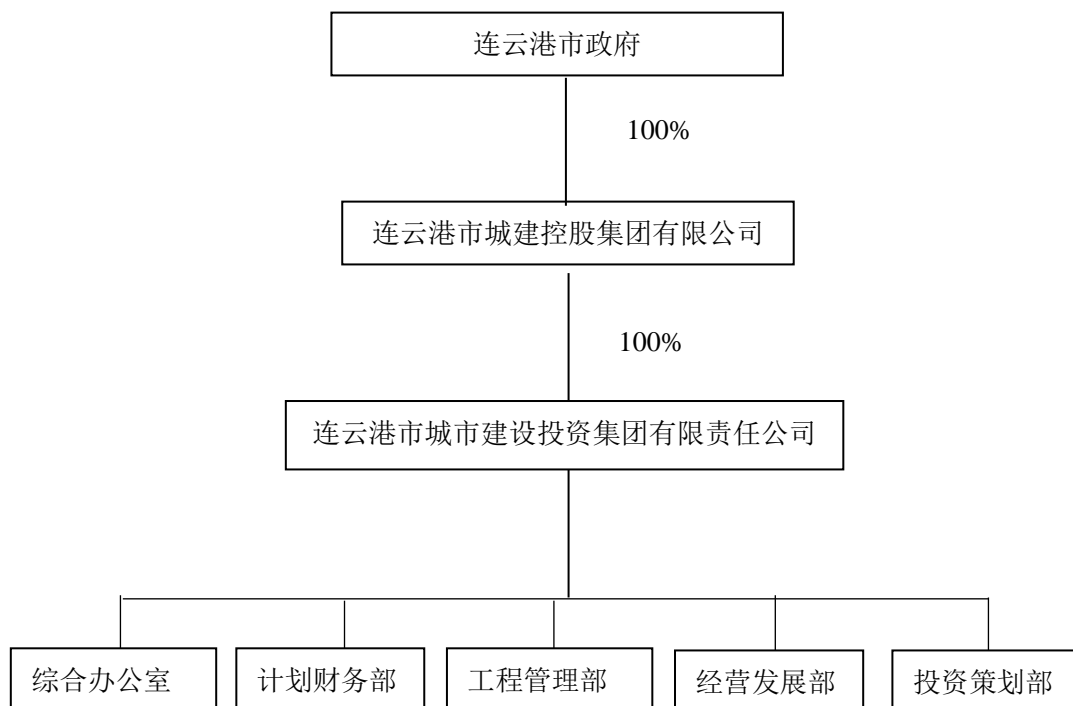 连云港市政府
100%
连云港市城建控股集团有限公司
100%
连云港市城市建设投资集团有限责任公司
综合办公室
计划财务部
工程管理部
经营发展部
投资策划部